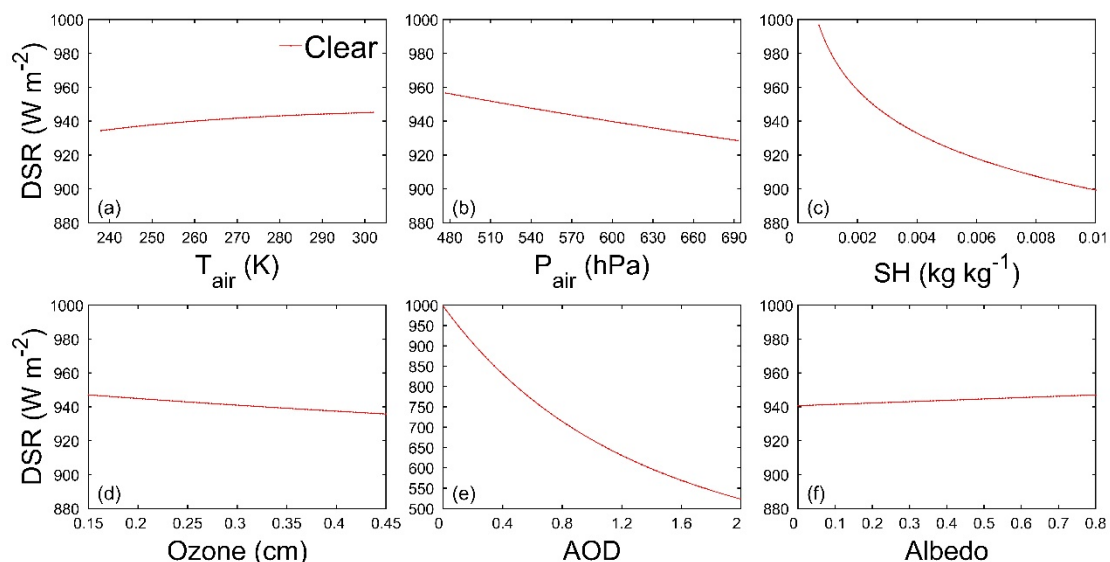 1000
980
960
940
920
900
880
DSR (W m-2)
Clear
(a)
240 250 260 270 280 290 300
Tair (K)
1000
980
960
940
920
900
880
(b)
480 510 540 570 600 630 660 690
Pair (hPa)
1000
980
960
940
920
900
880
(c)
0 0.002 0.004 0.006 0.008 0.01
SH (kg kg-1)
1000
980
960
940
920
900
880
DSR (W m-2)
(d)
0.15 0.2 0.25 0.3 0.35 0.4 0.45
Ozone (cm)
1000
950
900
850
800
750
700
650
600
550
500
(e)
0 0.4 0.8 1.2 1.6 2
AOD
1000
980
960
940
920
900
880
(f)
0 0.1 0.2 0.3 0.4 0.5 0.6 0.7 0.8
Albedo